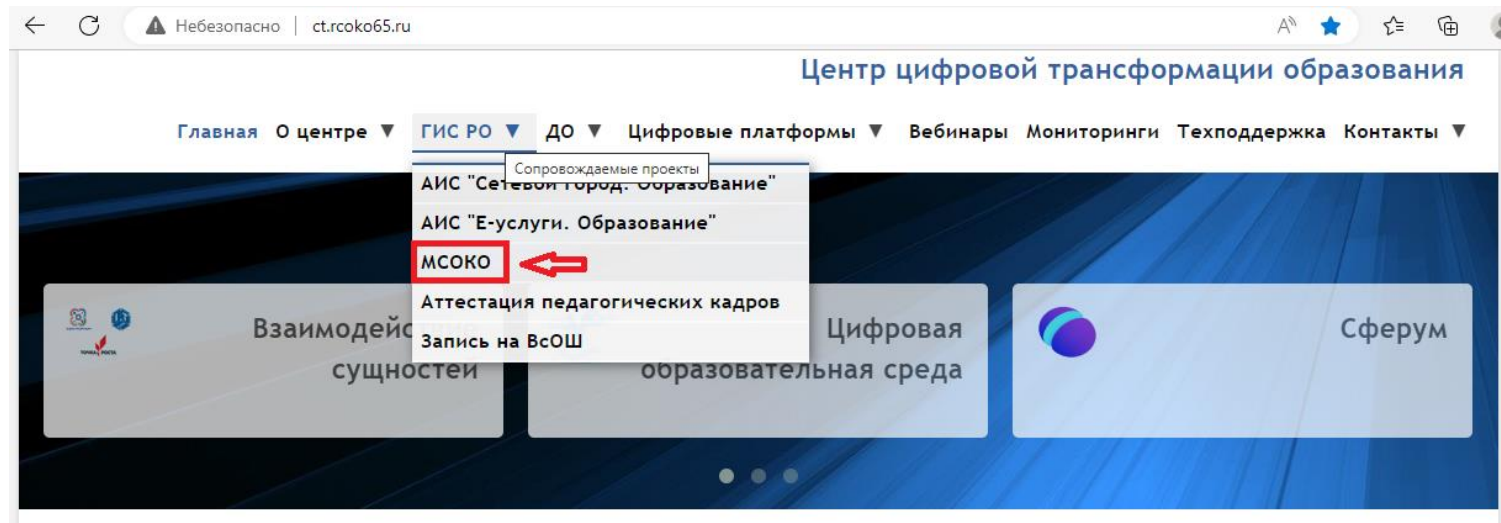 Небезопасно | ct.rcoko65.ru
Центр цифровой трансформации образования
Главная О центре ▼ ГИС РО ▼ ДО ▼ Цифровые платформы ▼ Вебинары Мониторинги Техподдержка Контакты ▼
Сопровождаемые проекты
АИС "Сетевой город. Образование"
АИС "Е-услуги. Образование"
МСОКО
Аттестация педагогических кадров
Запись на ВсОШ
Взаимодействие
сущностей
Цифровая
образовательная среда
Сферум